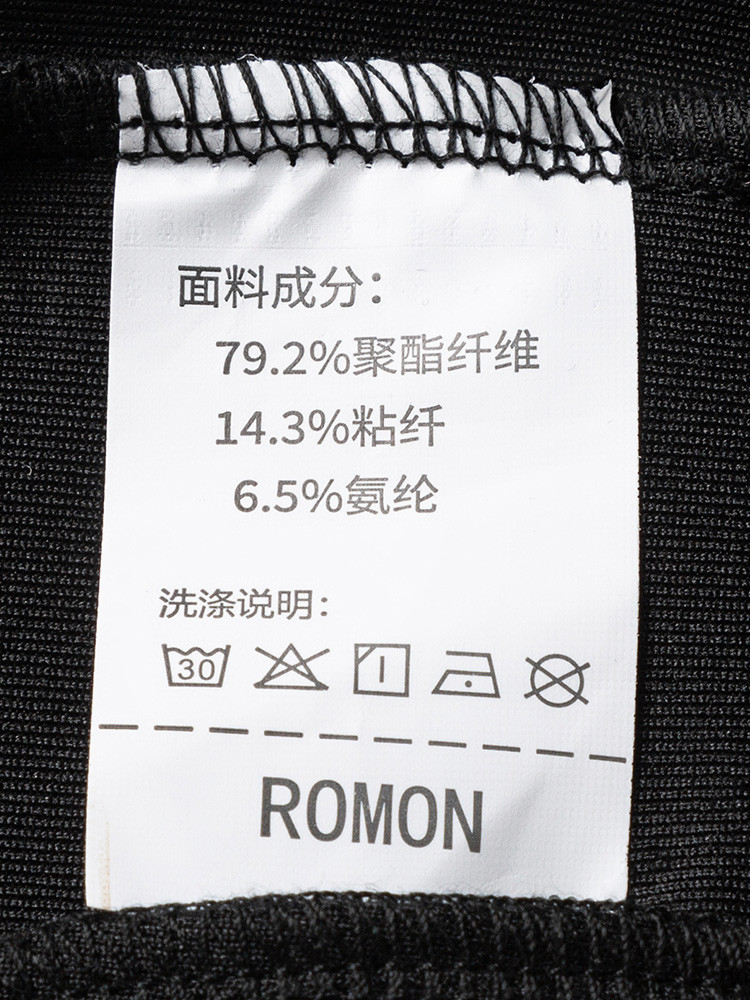 面料成分：
79.2%聚酯纤维
14.3%粘纤
6.5%氨纶
洗涤说明：
30
ROMON